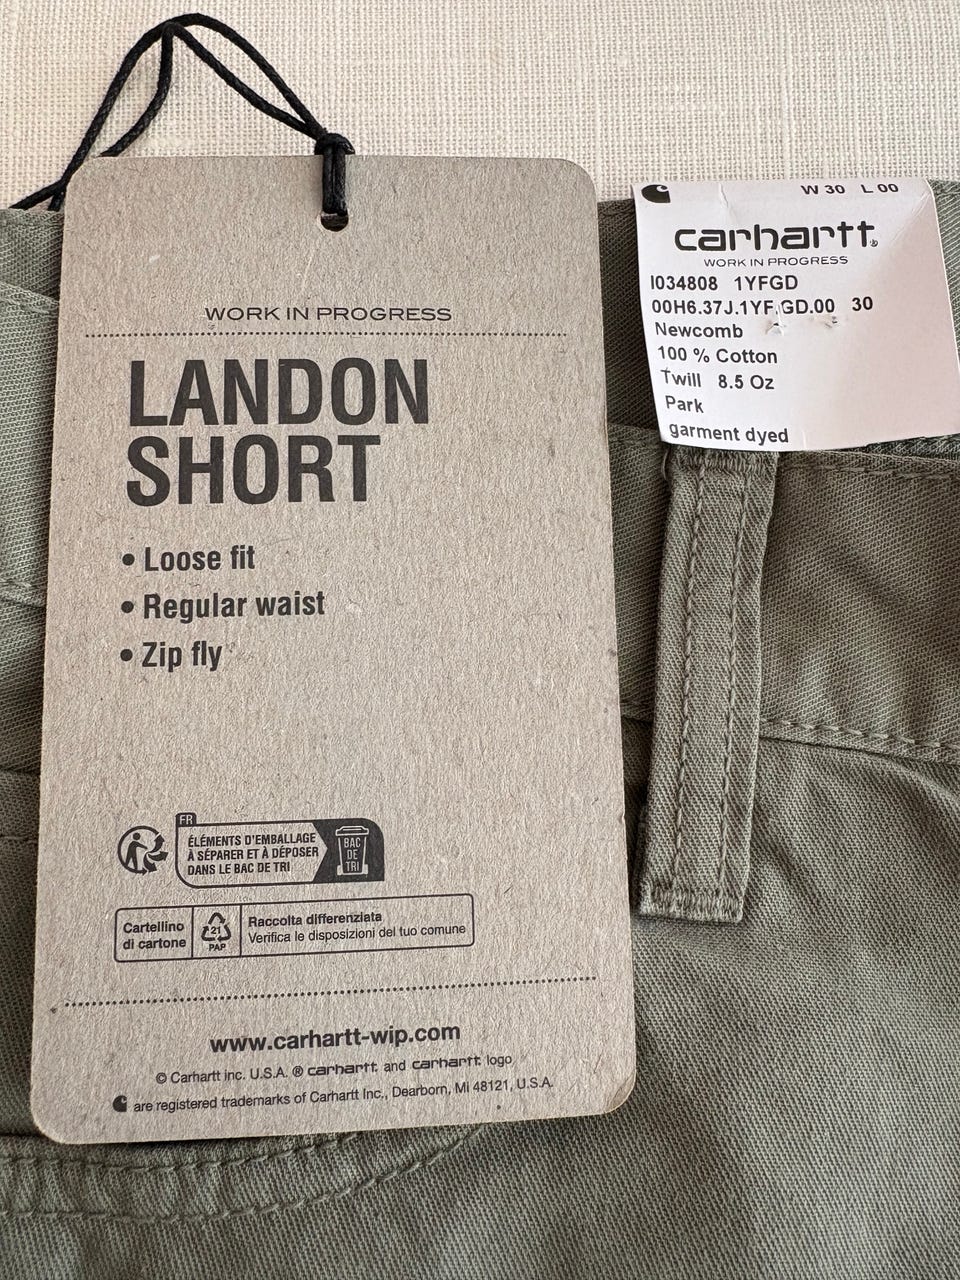 WORK IN PROGRESS
LANDON
SHORT
• Loose fit
• Regular waist
• Zip fly
FR
ÉLÉMENTS D'EMBALLAGE
À SÉPARER ET À DÉPOSER
DANS LE BAC DE TRI
BAC
DE
TRI
Cartellino
di cartone
21
PAP
Raccolta differenziata
Verifica le disposizioni del tuo comune
www.carhartt-wip.com
© Carhartt inc. U.S.A. ® carhartt and carhartt logo
are registered trademarks of Carhartt Inc., Dearborn, Mi 48121, U.S.A.
W 30 L 00
carhartt®
WORK IN PROGRESS
I034808 1YFGD
00H6.37J.1YF.GD.00 30
Newcomb
100 % Cotton
Twill 8.5 Oz
Park
garment dyed